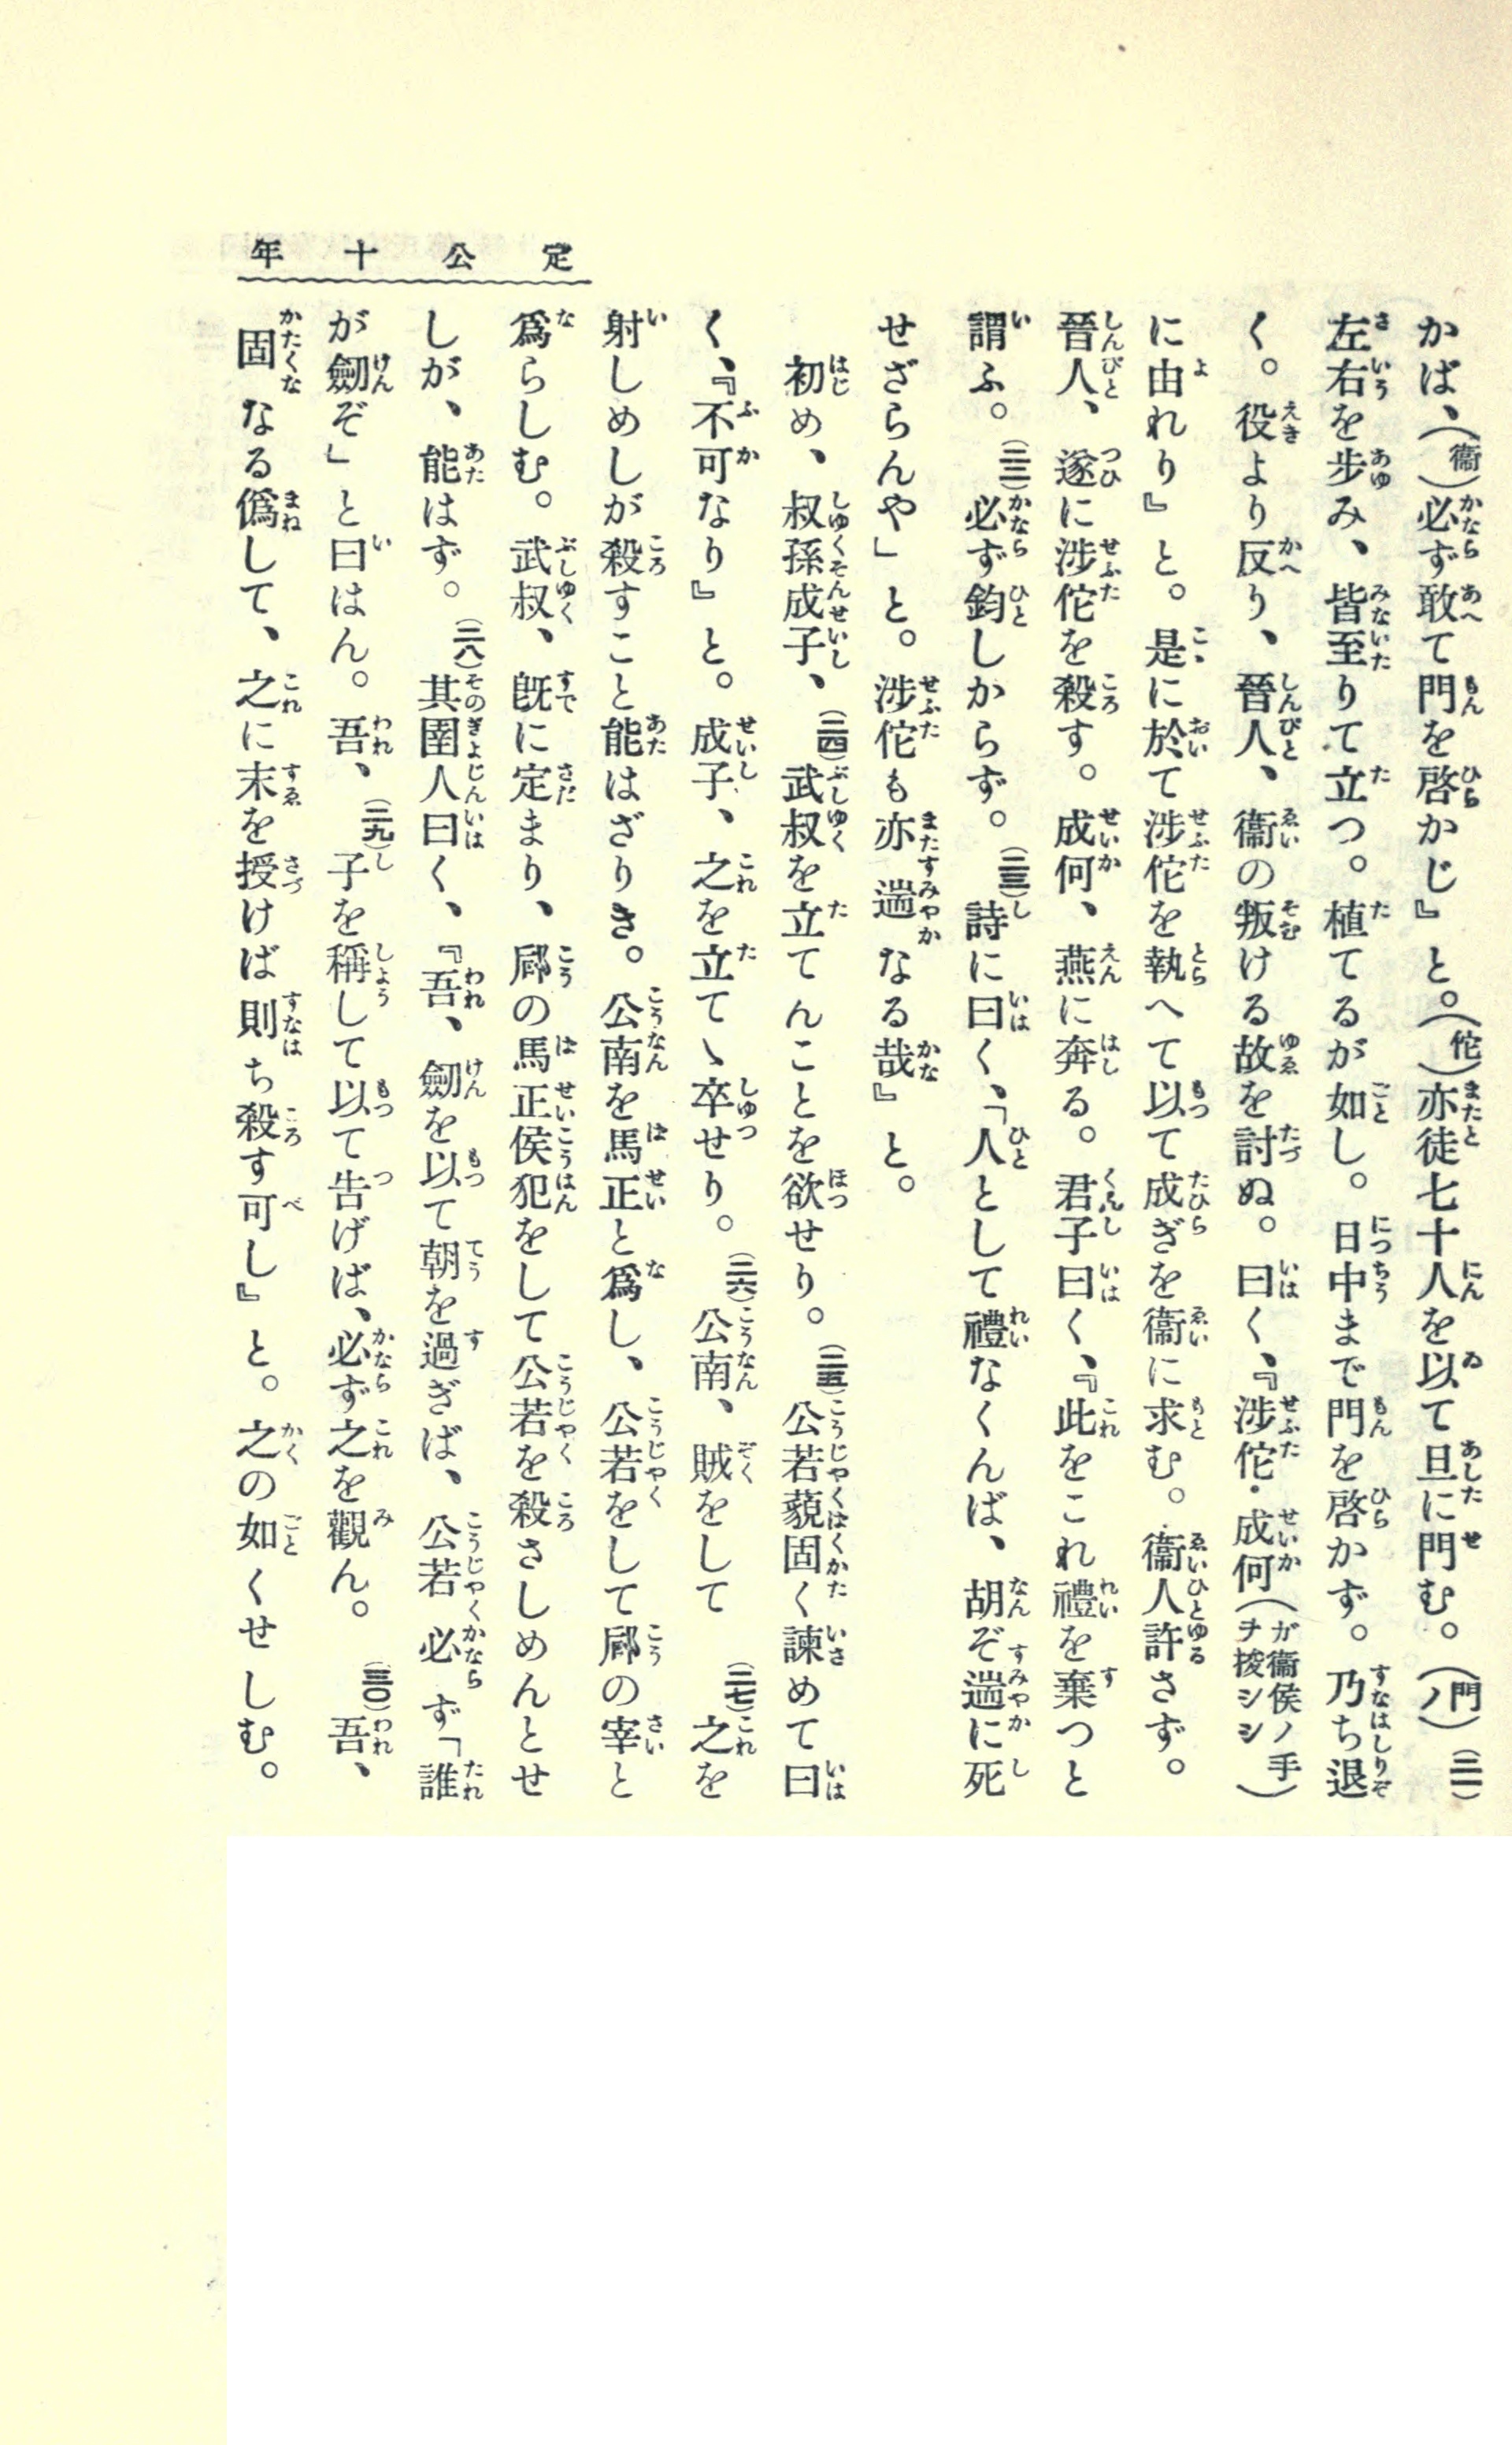 定公十年
かば、(衞)必ず敢て門を啓かじ』と。(佗)亦徒七十人を以て旦に門む。(門ノ)(二一)
左右を步み、皆至りて立つ。植てるが如し。日中まで門を啓かず。乃ち退
く。役より反り、晉人、衞の叛ける故を討ぬ。曰く、『涉佗・成何(ガ衞侯ノ手ヲ捘シシ)
に由れり』と。是に於て涉佗を執へて以て成ぎを衞に求む。衞人許さず。
晉人、遂に涉佗を殺す。成何、燕に奔る。君子曰く、『此をこれ禮を棄つと
謂ふ。(二二)必ず鈞しからず。(二三)詩に曰く、「人として禮なくんば、胡ぞ遄に死
せざらんや」と。涉佗も亦遄なる哉』と。
初め、叔孫成子、(二四)武叔を立てんことを欲せり。(二五)公若藐固く諫めて曰
く、『不可なり』と。成子、之を立てゝ卒せり。(二六)公南、賊をして(二七)之を
射しめしが殺すこと能はざりき。公南を馬正と爲し、公若をして郈の宰と
爲らしむ。武叔、旣に定まり、郈の馬正侯犯をして公若を殺さしめんとせ
しが、能はず。(二八)其圉人曰く、『吾、劒を以て朝を過ぎば、公若必ず「誰
が劒ぞ」と曰はん。吾、(二九)子を稱して以て告げば、必ず之を觀ん。(三〇)吾、
固なる僞して、之に末を授けば則ち殺す可し』と。之の如くせしむ。